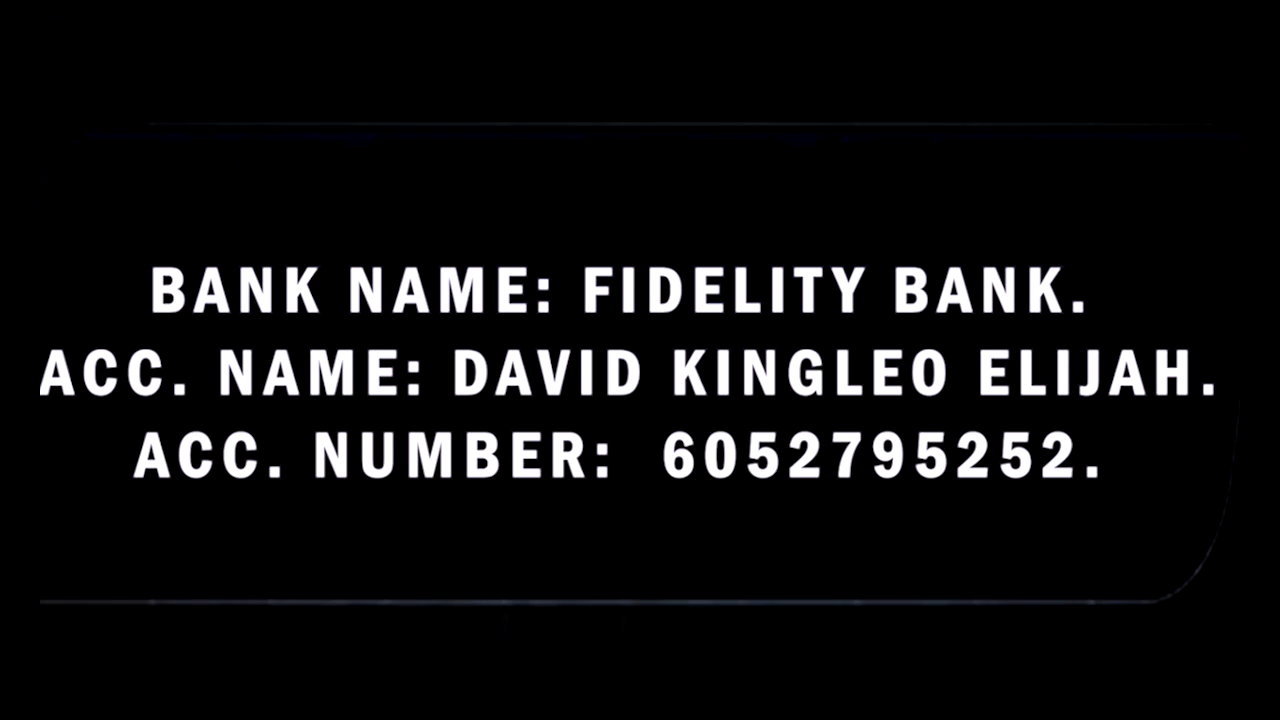 BANK NAME: FIDELITY BANK.
ACC. NAME: DAVID KINGLEO ELIJAH.
ACC. NUMBER: 6052795252.